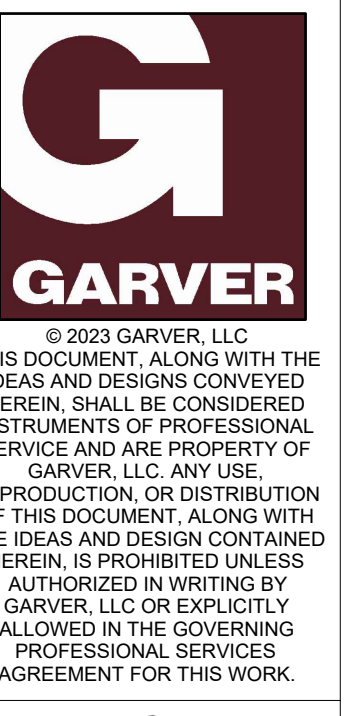 GARVER
© 2023 GARVER, LLC
IS DOCUMENT, ALONG WITH THE
DEAS AND DESIGNS CONVEYED
EREIN, SHALL BE CONSIDERED
STRUMENTS OF PROFESSIONAL
ERVICE AND ARE PROPERTY OF
GARVER, LLC. ANY USE,
PRODUCTION, OR DISTRIBUTION
F THIS DOCUMENT, ALONG WITH
E IDEAS AND DESIGN CONTAINED
EREIN, IS PROHIBITED UNLESS
AUTHORIZED IN WRITING BY
GARVER, LLC OR EXPLICITLY
ALLOWED IN THE GOVERNING
PROFESSIONAL SERVICES
AGREEMENT FOR THIS WORK.